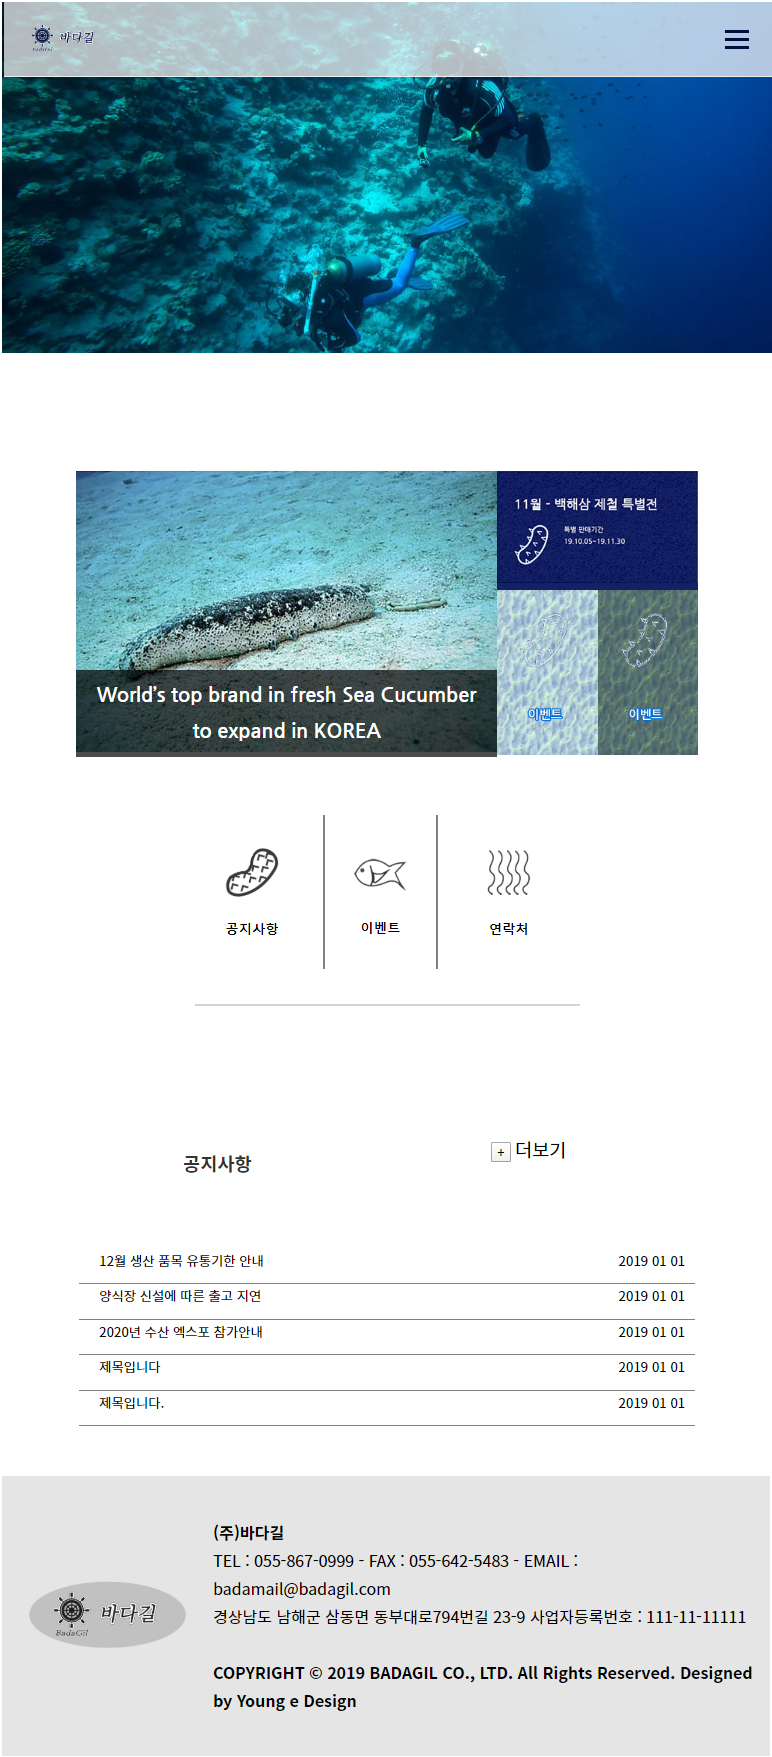 바다길
BadaGil
11월 - 백해삼 제철 특별전
특별 판매기간
19.10.05~19.11.30
World's top brand in fresh Sea Cucumber
to expand in KOREA
이벤트
이벤트
공지사항
이벤트
연락처
공지사항
+ 더보기
12월 생산 품목 유통기한 안내 2019 01 01
양식장 신설에 따른 출고 지연 2019 01 01
2020년 수산 엑스포 참가안내 2019 01 01
제목입니다 2019 01 01
제목입니다. 2019 01 01
바다길
BadaGil
(주)바다길
TEL : 055-867-0999 - FAX : 055-642-5483 - EMAIL :
badamail@badagil.com
경상남도 남해군 삼동면 동부대로794번길 23-9 사업자등록번호 : 111-11-11111
COPYRIGHT © 2019 BADAGIL CO., LTD. All Rights Reserved. Designed
by Young e Design